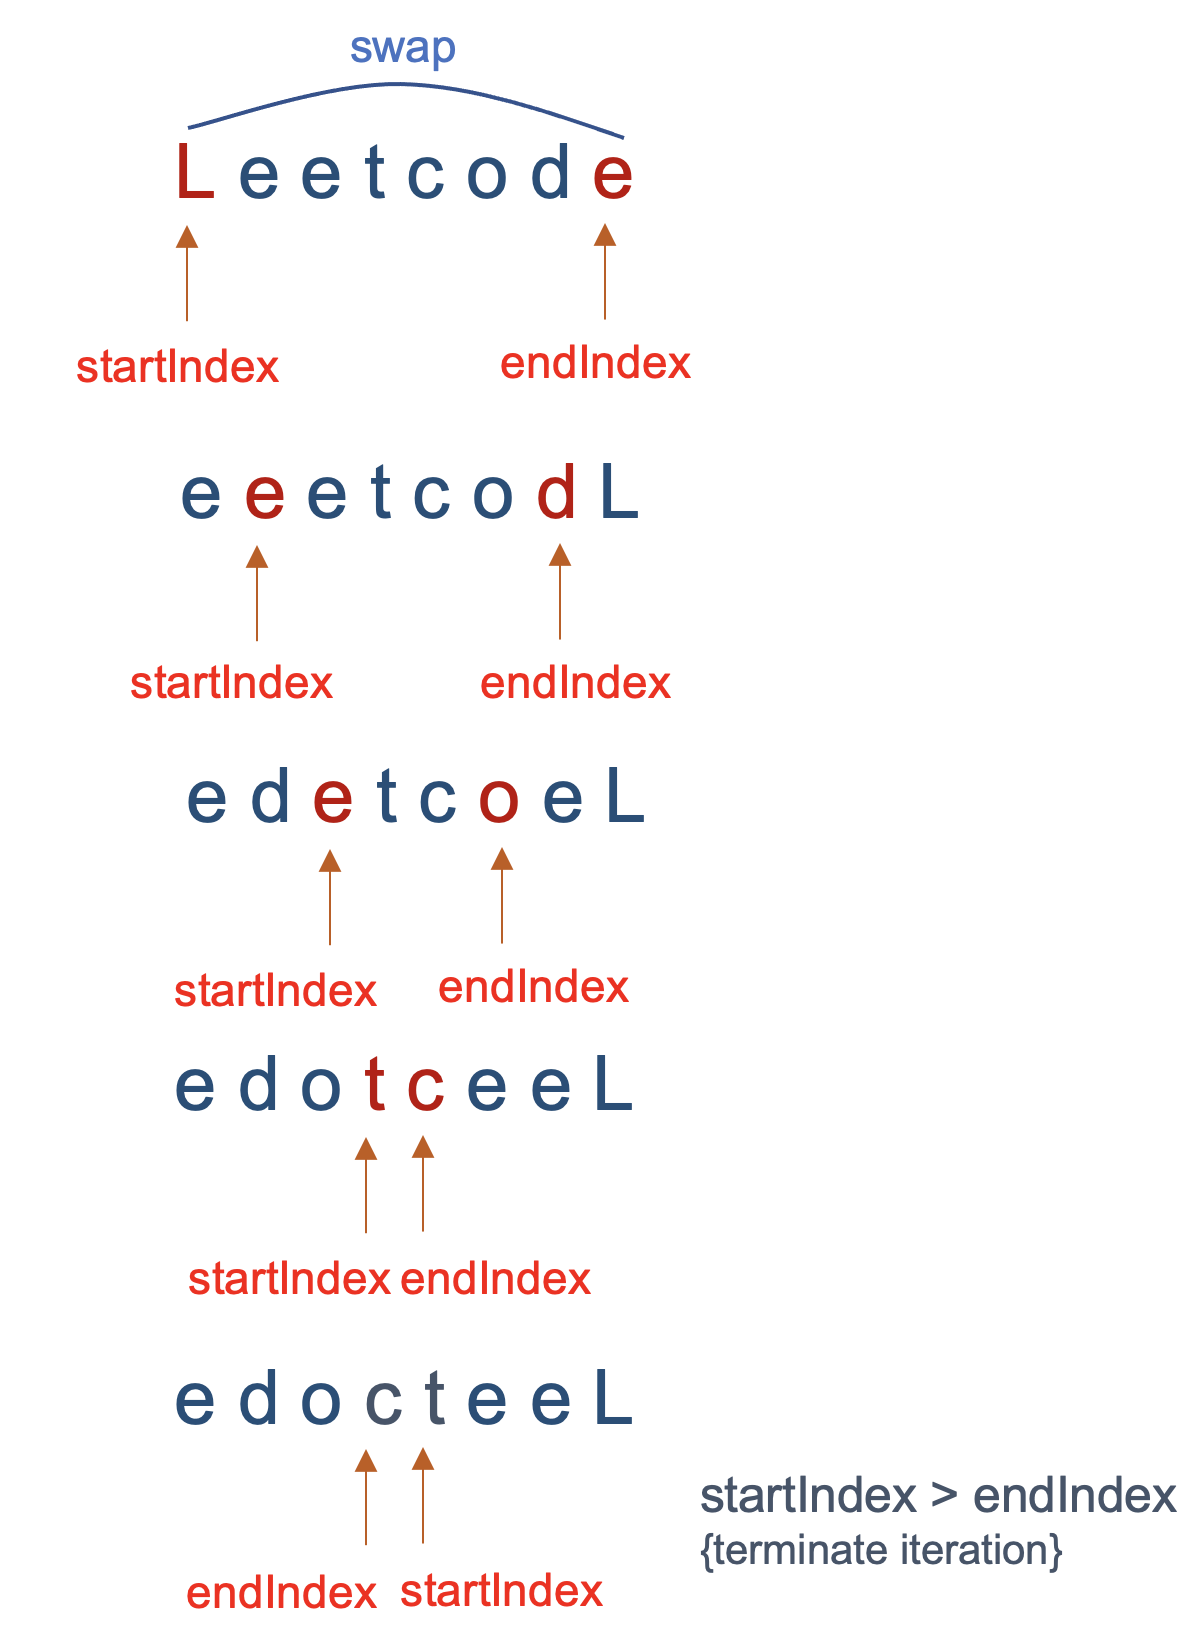 swap
L e e t c o d e
startIndex endIndex
e e e t c o d L
startIndex endIndex
e d e t c o e L
startIndex endIndex
e d o t c e e L
startIndex endIndex
e d o c t e e L
startIndex > endIndex
{terminate iteration}
endIndex startIndex